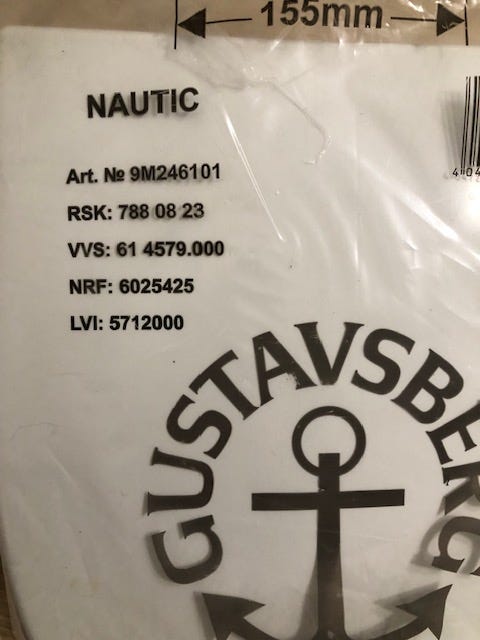 155mm
NAUTIC
Art. № 9M246101
RSK: 788 08 23
VVS: 61 4579.000
NRF: 6025425
LVI: 5712000
GUSTAVSBERG